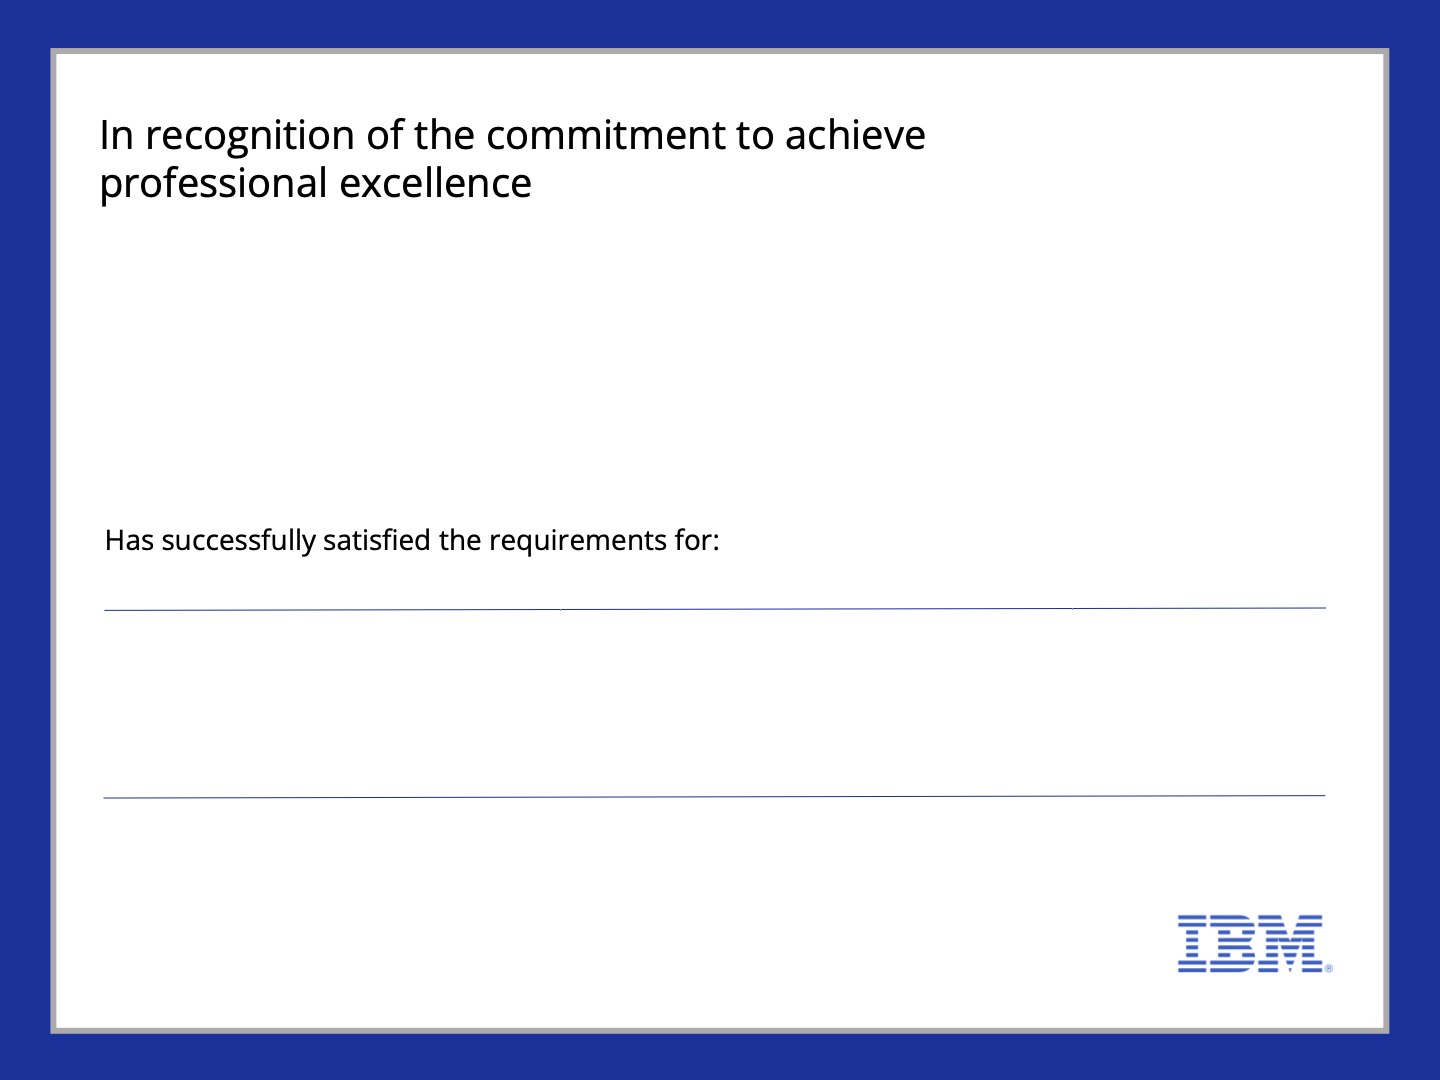 In recognition of the commitment to achieve
professional excellence
Has successfully satisfied the requirements for:
IBM®